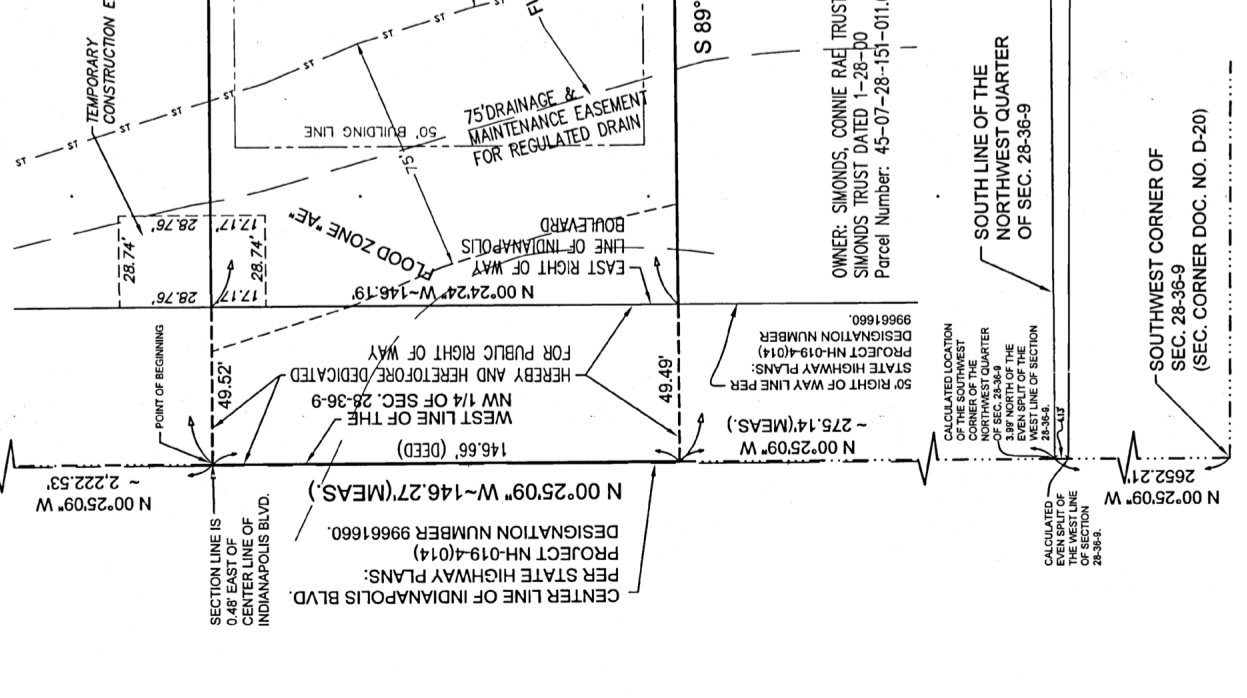 TEMPORARY
CONSTRUCTION E
ST
ST
ST
ST
ST
ST
ST
50' BUILDING LINE
75'
75' DRAINAGE &
MAINTENANCE EASEMENT
FOR REGULATED DRAIN
S 89°
OWNER: SIMONDS, CONNIE RAE TRUST
SIMONDS TRUST DATED 1-28-00
Parcel Number: 45-07-28-151-011.
SOUTH LINE OF THE
NORTHWEST QUARTER
OF SEC. 28-36-9
SOUTHWEST CORNER OF
SEC. 28-36-9
(SEC. CORNER DOC. NO. D-20)
28.76'
17.17'
28.74'
28.74'
28.76'
17.17'
FLOOD ZONE "AE"
EAST RIGHT OF WAY
LINE OF INDIANAPOLIS
BOULEVARD
N 00°24'24" W~146.19'
POINT OF BEGINNING
49.52'
HEREBY AND HERETOFORE DEDICATED
FOR PUBLIC RIGHT OF WAY
WEST LINE OF THE
NW 1/4 OF SEC. 28-36-9
146.66' (DEED)
49.49'
50' RIGHT OF WAY LINE PER
STATE HIGHWAY PLANS:
PROJECT NH-019-4(014)
DESIGNATION NUMBER
99661660.
N 00°25'09" W
~ 275.14'(MEAS.)
CALCULATED LOCATION
OF THE SOUTHWEST
CORNER OF THE
NORTHWEST QUARTER
OF SEC. 28-36-9
3.99' NORTH OF THE
EVEN SPLIT OF THE
WEST LINE OF SECTION
28-36-9.
4.13'
N 00°25'09" W
~ 2,222.53'
SECTION LINE IS
0.48' EAST OF
CENTER LINE OF
INDIANAPOLIS BLVD.
N 00°25'09" W~146.27'(MEAS.)
CENTER LINE OF INDIANAPOLIS BLVD.
PER STATE HIGHWAY PLANS:
PROJECT NH-019-4(014)
DESIGNATION NUMBER 99661660.
CALCULATED
EVEN SPLIT OF
THE WEST LINE
OF SECTION
28-36-9.
N 00°25'09" W
2652.21'